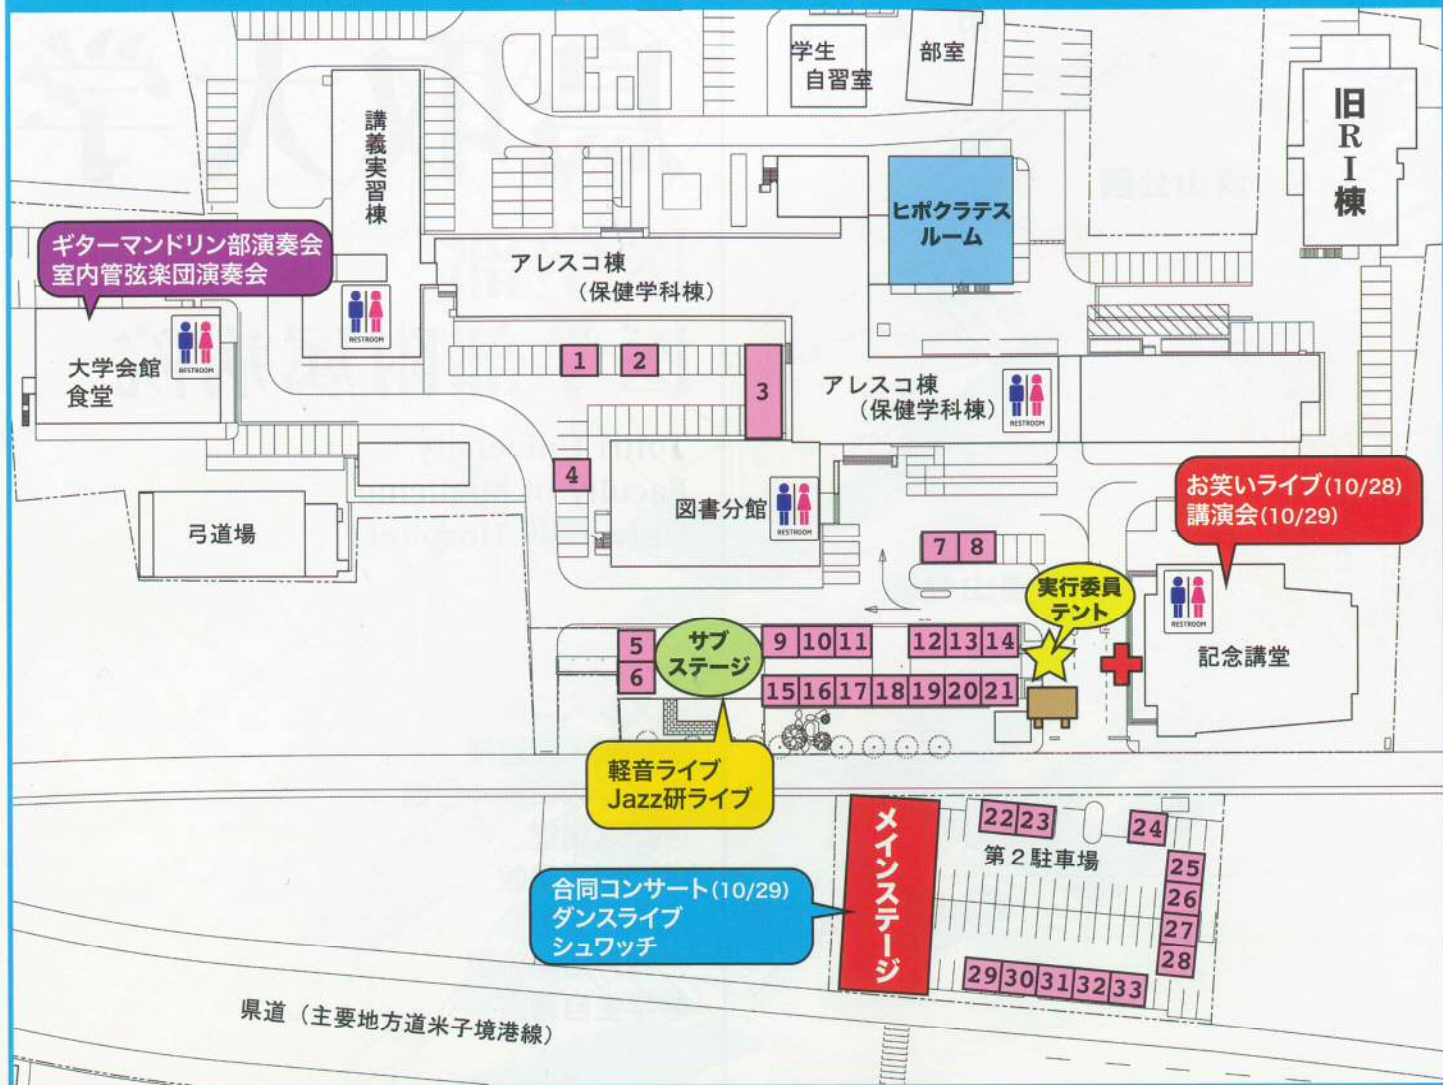 学生
自習室
部室
旧RI棟
講義実習棟
ヒポクラテス
ルーム
ギターマンドリン部演奏会
室内管弦楽団演奏会
アレスコ棟
(保健学科棟)
RESTROOM
大学会館
食堂
RESTROOM
1
2
3
アレスコ棟
(保健学科棟)
RESTROOM
4
図書分館
RESTROOM
お笑いライブ(10/28)
講演会(10/29)
弓道場
7 8
実行委員
テント
RESTROOM
記念講堂
5
6
サブ
ステージ
9 10 11
12 13 14
15 16 17 18 19 20 21
軽音ライブ
Jazz研ライブ
メインステージ
22 23
24
第2駐車場
25
26
27
28
合同コンサート(10/29)
ダンスライブ
シュワッチ
29 30 31 32 33
県道(主要地方道米子境港線)